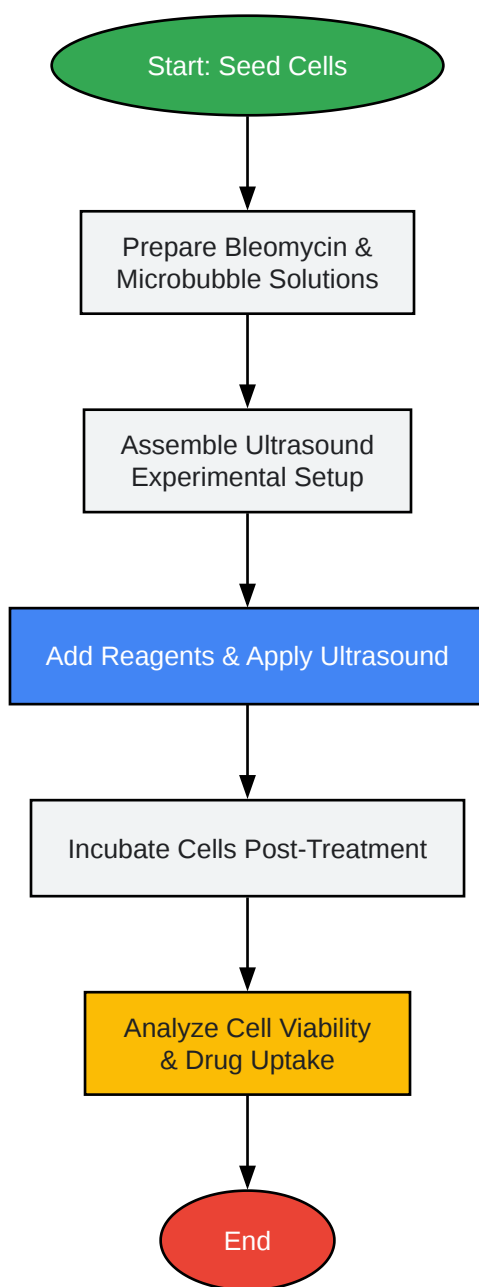 Start: Seed Cells
Prepare Bleomycin &
Microbubble Solutions
Assemble Ultrasound
Experimental Setup
Add Reagents & Apply Ultrasound
Incubate Cells Post-Treatment
Analyze Cell Viability
& Drug Uptake
End